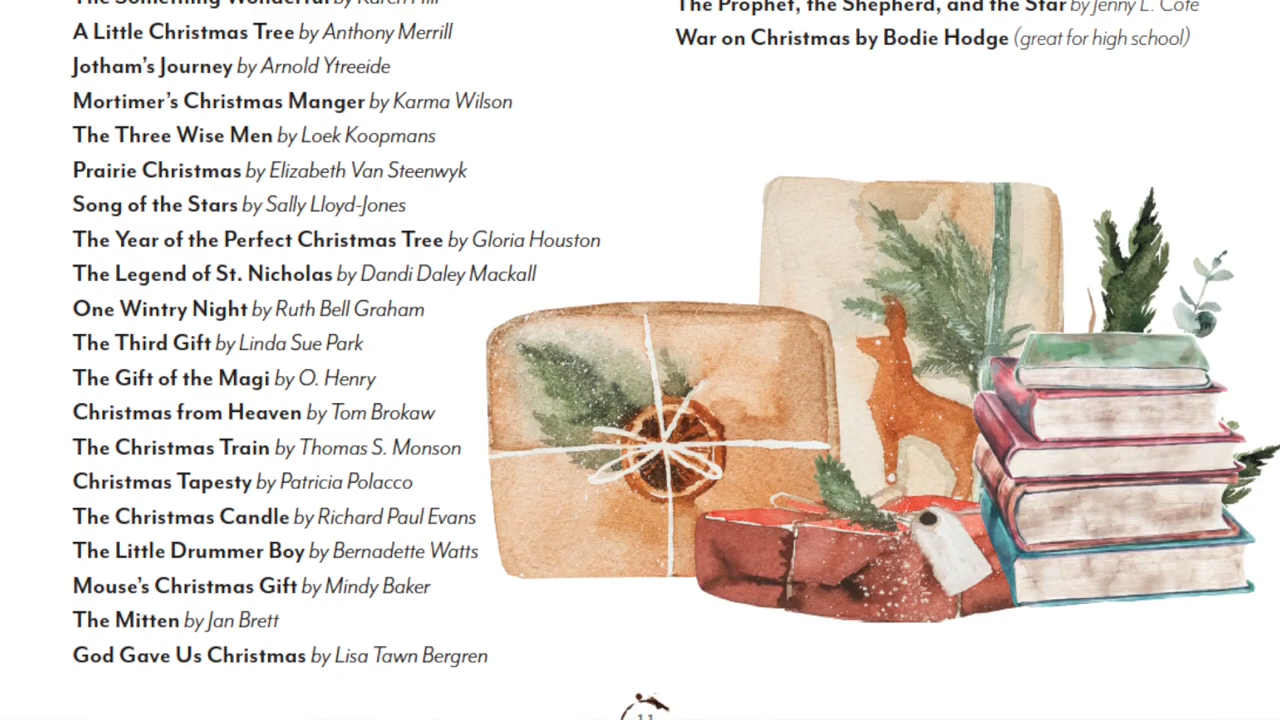 The Something Wonderful by Karen Hill
A Little Christmas Tree by Anthony Merrill
Jotham's Journey by Arnold Ytreeide
Mortimer's Christmas Manger by Karma Wilson
The Three Wise Men by Loek Koopmans
Prairie Christmas by Elizabeth Van Steenwyk
Song of the Stars by Sally Lloyd-Jones
The Year of the Perfect Christmas Tree by Gloria Houston
The Legend of St. Nicholas by Dandi Daley Mackall
One Wintry Night by Ruth Bell Graham
The Third Gift by Linda Sue Park
The Gift of the Magi by O. Henry
Christmas from Heaven by Tom Brokaw
The Christmas Train by Thomas S. Monson
Christmas Tapesty by Patricia Polacco
The Christmas Candle by Richard Paul Evans
The Little Drummer Boy by Bernadette Watts
Mouse's Christmas Gift by Mindy Baker
The Mitten by Jan Brett
God Gave Us Christmas by Lisa Tawn Bergren
The Prophet, the Shepherd, and the Star by Jenny L. Cote
War on Christmas by Bodie Hodge (great for high school)
11